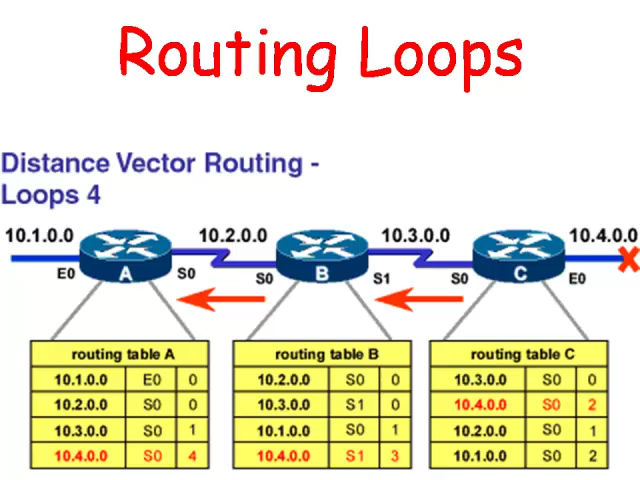 Routing Loops
Distance Vector Routing -
Loops 4
10.1.0.0 10.2.0.0 10.3.0.0 10.4.0.0
A B C
E0 S0 S0 S1 S0 E0
routing table A
10.1.0.0 E0 0
10.2.0.0 S0 0
10.3.0.0 S0 1
10.4.0.0 S0 4
routing table B
10.2.0.0 S0 0
10.3.0.0 S1 0
10.1.0.0 S0 1
10.4.0.0 S1 3
routing table C
10.3.0.0 S0 0
10.4.0.0 S0 2
10.2.0.0 S0 1
10.1.0.0 S0 2